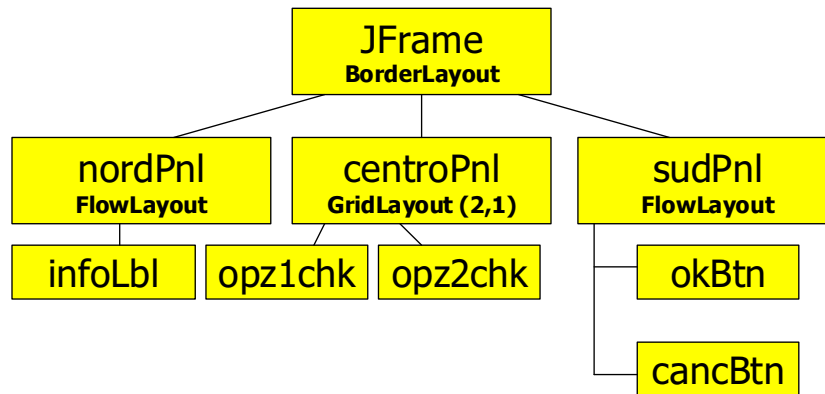 JFrame
BorderLayout
nordPnl
FlowLayout
centroPnl
GridLayout (2,1)
sudPnl
FlowLayout
infoLbl
opz1chk
opz2chk
okBtn
cancBtn